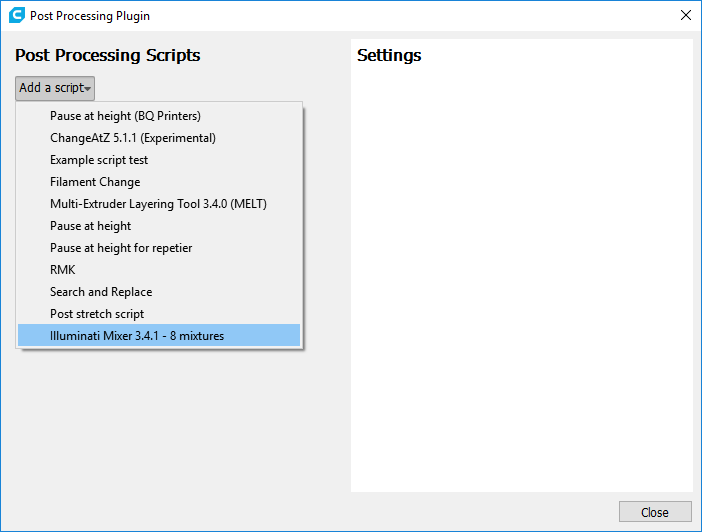 Post Processing Plugin
Post Processing Scripts
Settings
Add a script
Pause at height (BQ Printers)
ChangeAtZ 5.1.1 (Experimental)
Example script test
Filament Change
Multi-Extruder Layering Tool 3.4.0 (MELT)
Pause at height
Pause at height for repetier
RMK
Search and Replace
Post stretch script
Illuminati Mixer 3.4.1 - 8 mixtures
Close